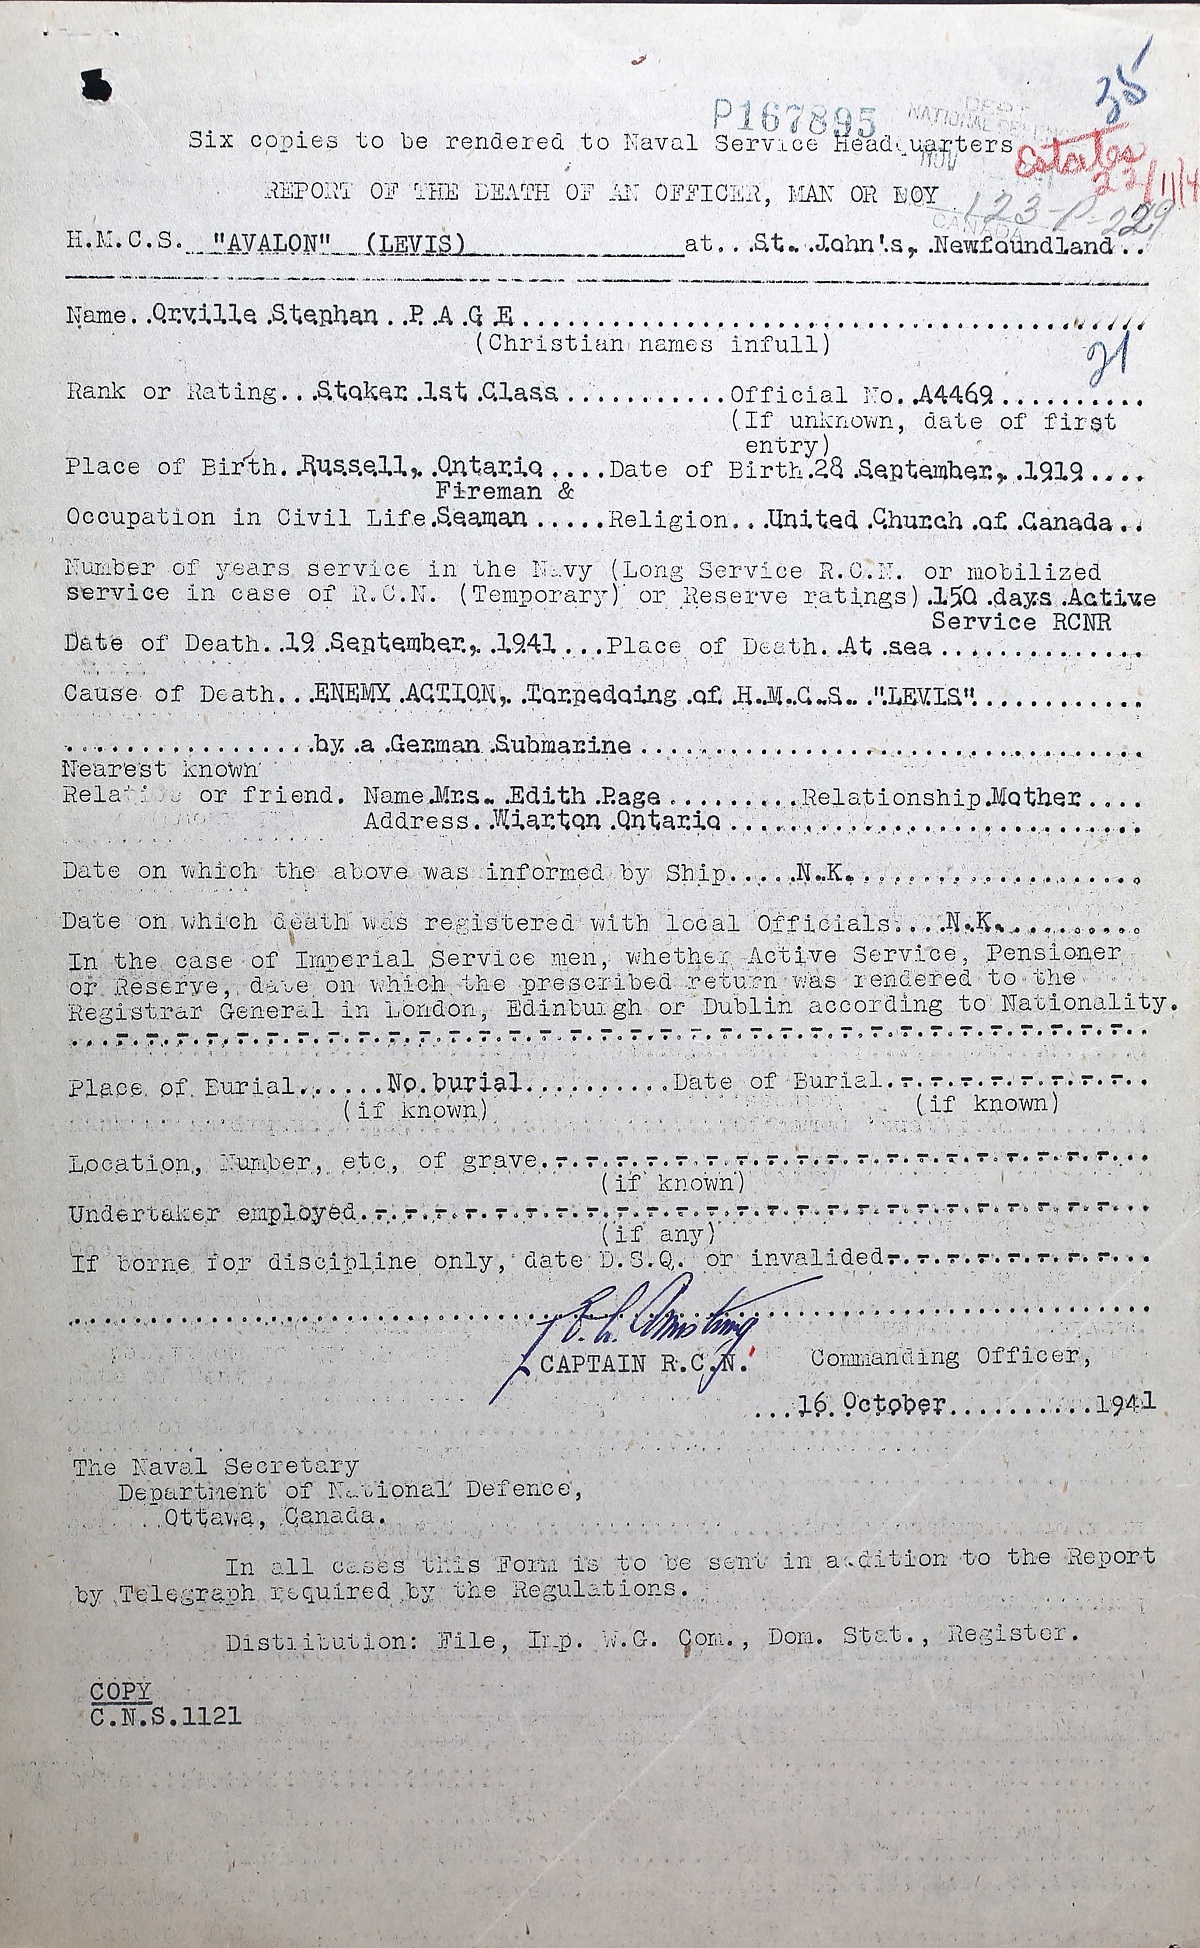 35
P167895
DEPT
NATIONAL DEFENCE
Six copies to be rendered to Naval Service Headquarters
NOV
Estates
22/11/4
REPORT OF THE DEATH OF AN OFFICER, MAN OR BOY
123-P-229
CANADA
H.M.C.S. "AVALON" (LEVIS) at...St. John's, Newfoundland..
Name..Orville Stephan..P A G E
(Christian names infull)
21
Rank or Rating...Stoker 1st Class............Official No..A4469..........
(If unknown, date of first
entry)
Place of Birth..Russell, Ontario....Date of Birth.28 September, 1919....
Fireman &
Occupation in Civil Life.Seaman.....Religion...United Church of Canada..
Number of years service in the Navy (Long Service R.C.N. or mobilized
service in case of R.C.N. (Temporary) or Reserve ratings).150 days Active
Service RCNR
Date of Death..19 September, 1941...Place of Death..At sea..............
Cause of Death...ENEMY ACTION, Torpedoing of H.M.C.S. "LEVIS"...........
.................by a German Submarine..................................
Nearest known
Relative or friend. Name.Mrs. Edith Page.........Relationship.Mother....
Address..Wiarton Ontario............................
Date on which the above was informed by Ship.....N.K....................
Date on which death was registered with local Officials....N.K..........
In the case of Imperial Service men, whether Active Service, Pensioner
or Reserve, date on which the prescribed return was rendered to the
Registrar General in London, Edinburgh or Dublin according to Nationality.
...-.-.-.-.-.-.-.-.-.-.-.-.-.-.-.-.-.-.-.-.-.-.-.-.-.-.-.-.-.-.-.-.-.-..
Place of Burial......No burial..........Date of Burial.-.-.-.-.-.-.-.-..
(if known) (if known)
Location, Number, etc, of grave.-.-.-.-.-.-.-.-.-.-.-.-.-.-.-.-.-.-.-...
(if known)
Undertaker employed.-.-.-.-.-.-.-.-.-.-.-.-.-.-.-.-.-.-.-.-.-.-.-.-.-...
(if any)
If borne for discipline only, date D.S.Q. or invalided-.-.-.-.-.-.-.-...
E. L. Armstrong
CAPTAIN R.C.N. Commanding Officer,
...16 October..........1941
The Naval Secretary
Department of National Defence,
Ottawa, Canada.
In all cases this Form is to be sent in addition to the Report
by Telegraph required by the Regulations.
Distribution: File, Imp. W.G. Com., Dom. Stat., Register.
COPY
C.N.S.1121